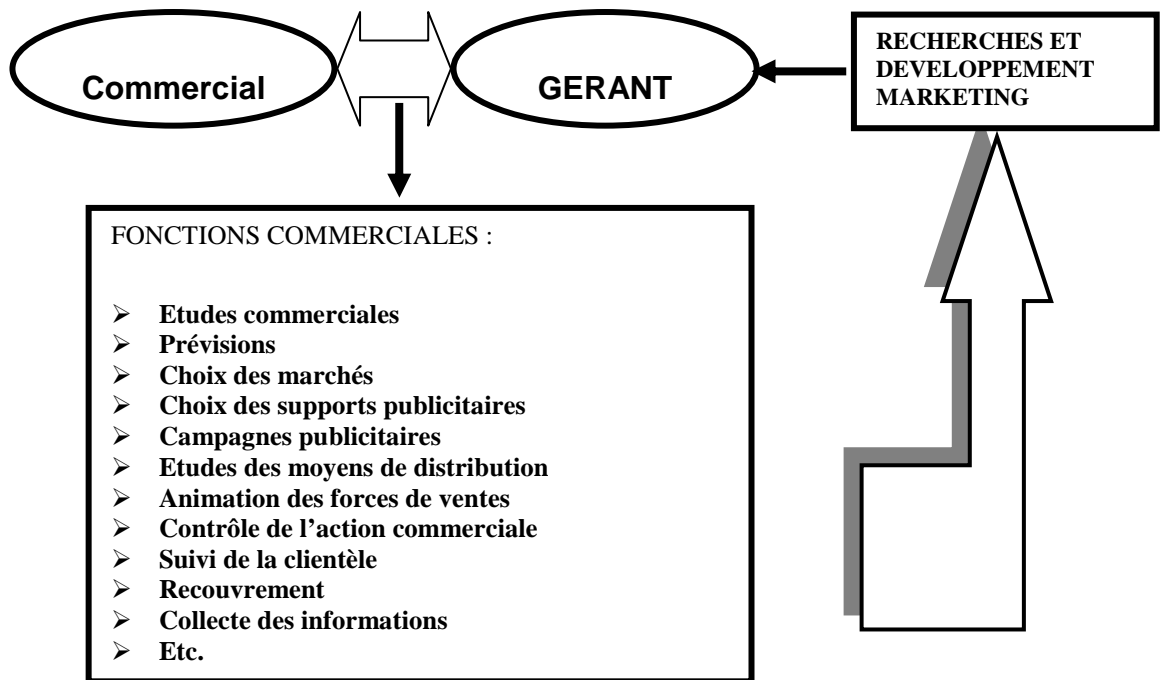 Commercial
GERANT
RECHERCHES ET
DEVELOPPEMENT
MARKETING
FONCTIONS COMMERCIALES :
➢ Etudes commerciales
➢ Prévisions
➢ Choix des marchés
➢ Choix des supports publicitaires
➢ Campagnes publicitaires
➢ Etudes des moyens de distribution
➢ Animation des forces de ventes
➢ Contrôle de l’action commerciale
➢ Suivi de la clientèle
➢ Recouvrement
➢ Collecte des informations
➢ Etc.